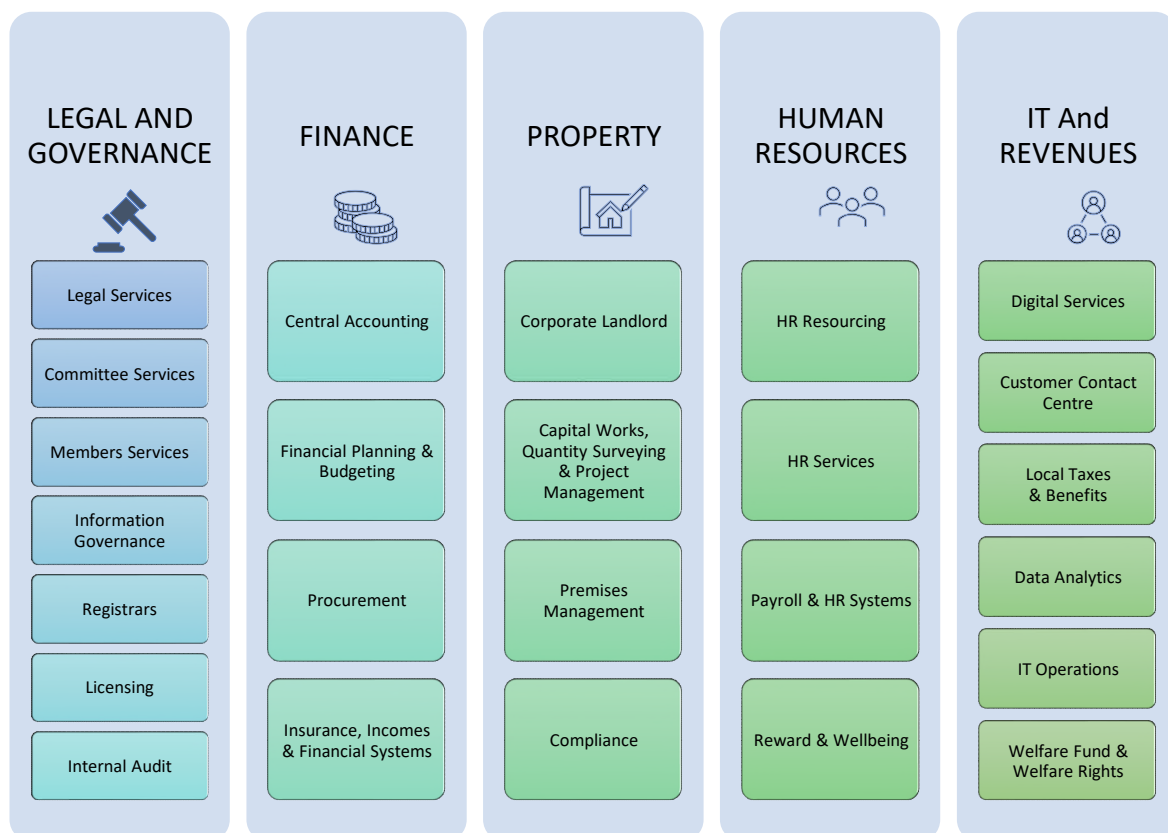 LEGAL AND
GOVERNANCE
Legal Services
Committee Services
Members Services
Information
Governance
Registrars
Licensing
Internal Audit
FINANCE
Central Accounting
Financial Planning &
Budgeting
Procurement
Insurance, Incomes
& Financial Systems
PROPERTY
Corporate Landlord
Capital Works,
Quantity Surveying
& Project
Management
Premises
Management
Compliance
HUMAN
RESOURCES
HR Resourcing
HR Services
Payroll & HR Systems
Reward & Wellbeing
IT And
REVENUES
Digital Services
Customer Contact
Centre
Local Taxes
& Benefits
Data Analytics
IT Operations
Welfare Fund &
Welfare Rights